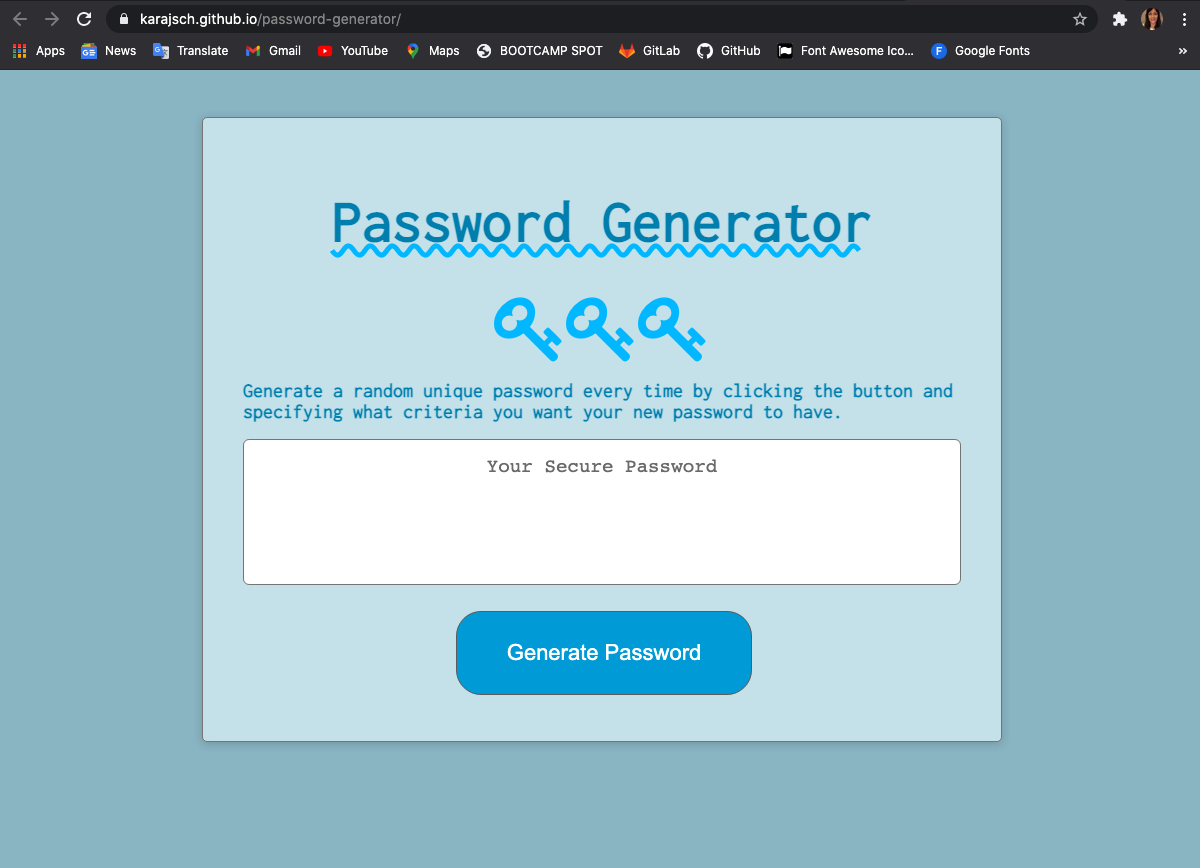 karajsch.github.io/password-generator/
Apps GE News G Translate Gmail YouTube Maps BOOTCAMP SPOT GitLab GitHub Font Awesome Ico... F Google Fonts »
Password Generator
Generate a random unique password every time by clicking the button and
specifying what criteria you want your new password to have.
Your Secure Password
Generate Password